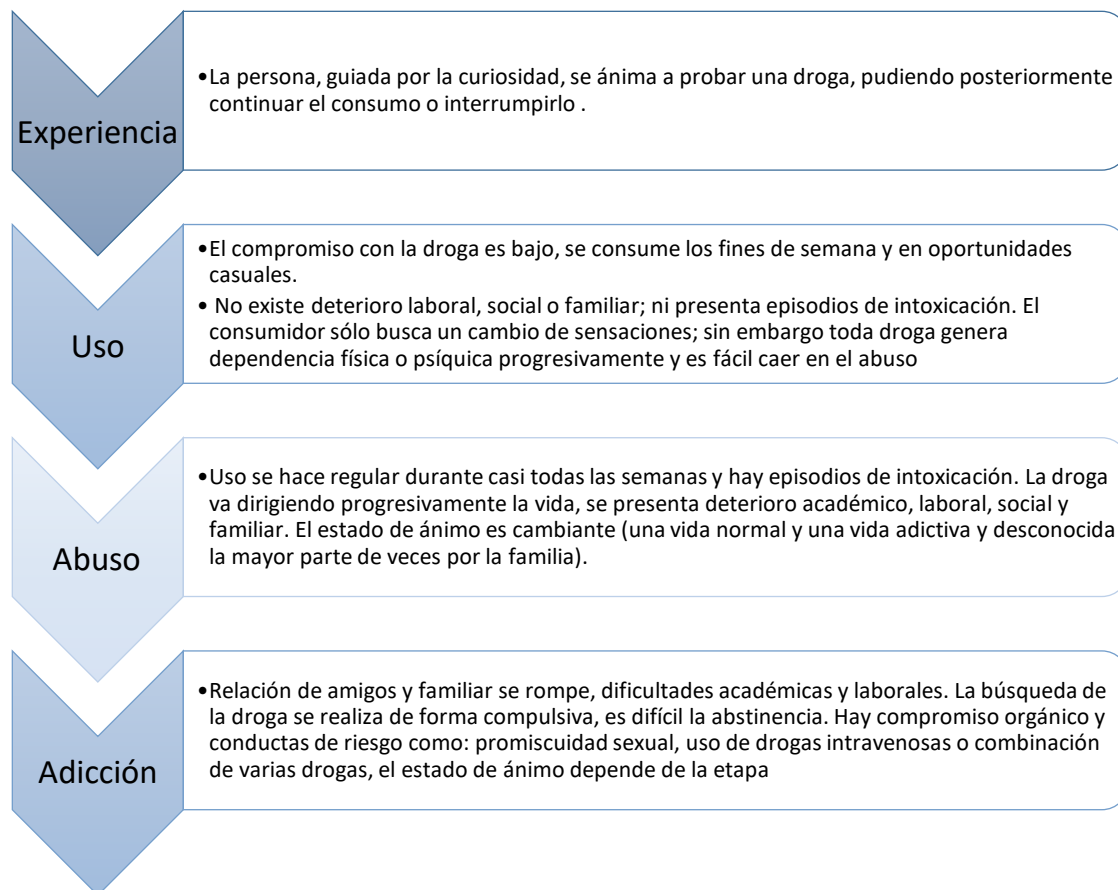 Experiencia
•La persona, guiada por la curiosidad, se ánima a probar una droga, pudiendo posteriormente
continuar el consumo o interrumpirlo .
Uso
•El compromiso con la droga es bajo, se consume los fines de semana y en oportunidades
casuales.
• No existe deterioro laboral, social o familiar; ni presenta episodios de intoxicación. El
consumidor sólo busca un cambio de sensaciones; sin embargo toda droga genera
dependencia física o psíquica progresivamente y es fácil caer en el abuso
Abuso
•Uso se hace regular durante casi todas las semanas y hay episodios de intoxicación. La droga
va dirigiendo progresivamente la vida, se presenta deterioro académico, laboral, social y
familiar. El estado de ánimo es cambiante (una vida normal y una vida adictiva y desconocida
la mayor parte de veces por la familia).
Adicción
•Relación de amigos y familiar se rompe, dificultades académicas y laborales. La búsqueda de
la droga se realiza de forma compulsiva, es difícil la abstinencia. Hay compromiso orgánico y
conductas de riesgo como: promiscuidad sexual, uso de drogas intravenosas o combinación
de varias drogas, el estado de ánimo depende de la etapa